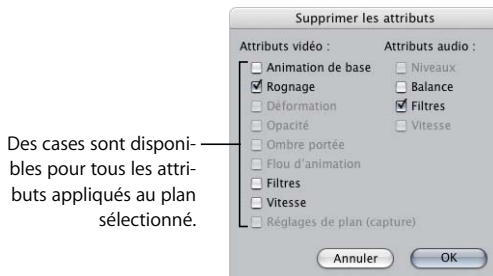 Supprimer les attributs
Attributs vidéo :
Animation de base
Rognage
Déformation
Opacité
Ombre portée
Flou d'animation
Filtres
Vitesse
Réglages de plan (capture)
Attributs audio :
Niveaux
Balance
Filtres
Vitesse
Annuler
OK
Des cases sont disponi-
bles pour tous les attri-
buts appliqués au plan
sélectionné.